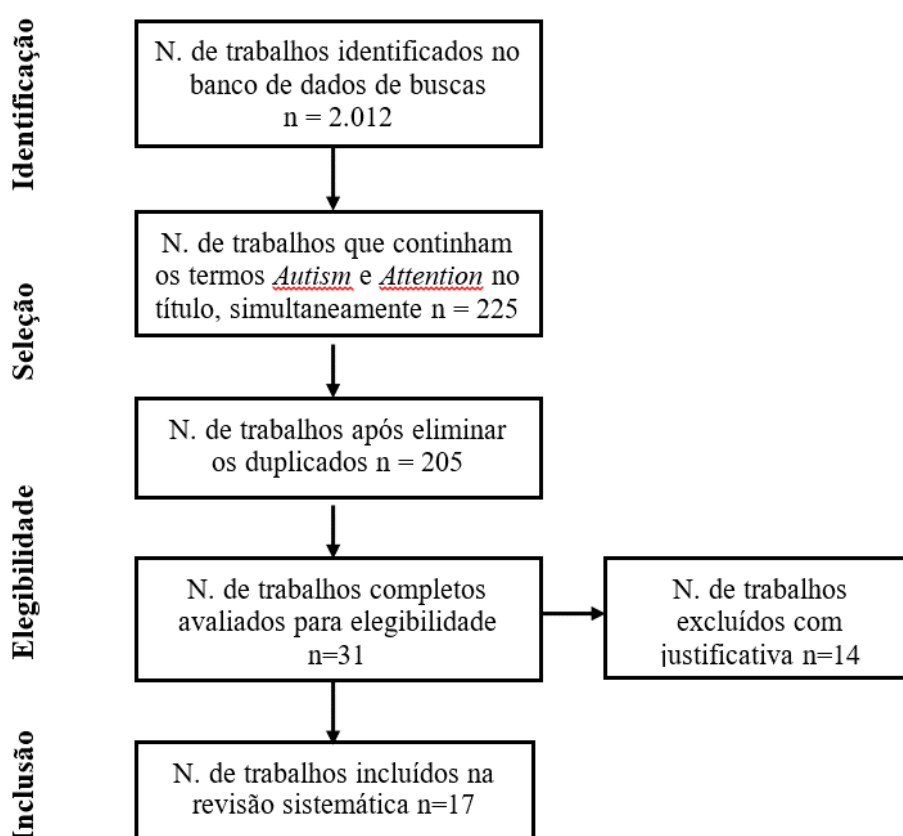 Identificação
N. de trabalhos identificados no
banco de dados de buscas
n = 2.012
Seleção
N. de trabalhos que continham
os termos Autism e Attention no
título, simultaneamente n = 225
N. de trabalhos após eliminar
os duplicados n = 205
Elegibilidade
N. de trabalhos completos
avaliados para elegibilidade
n=31
N. de trabalhos
excluídos com
justificativa n=14
Inclusão
N. de trabalhos incluídos na
revisão sistemática n=17